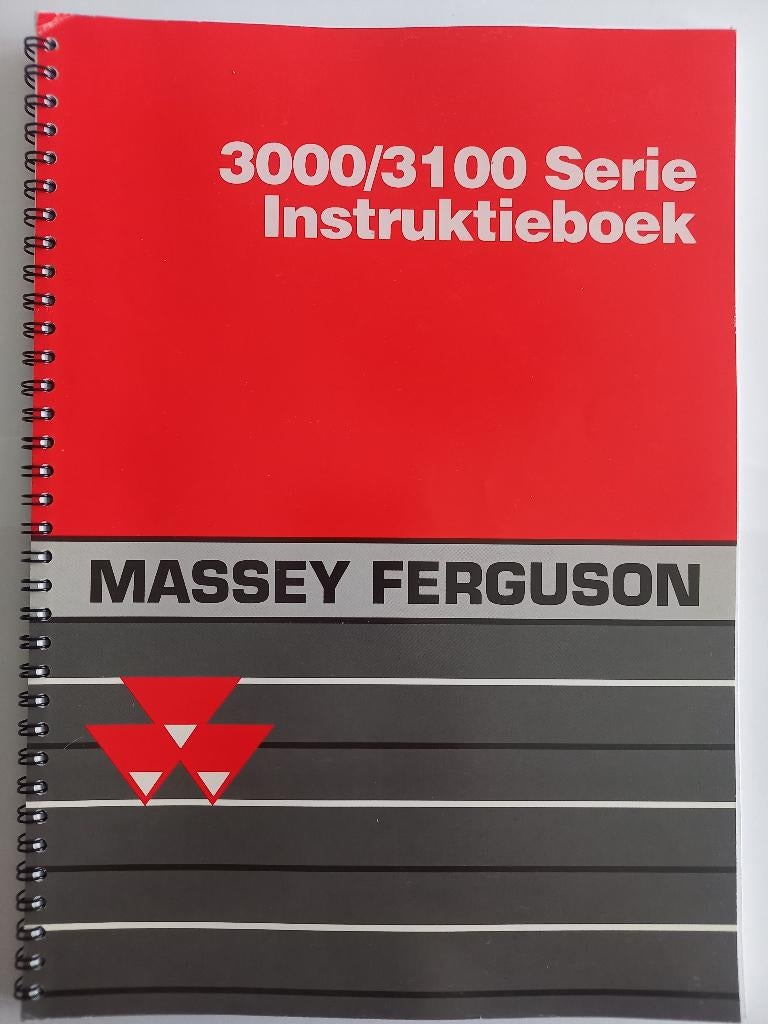 3000/3100 Serie
Instruktieboek
MASSEY FERGUSON